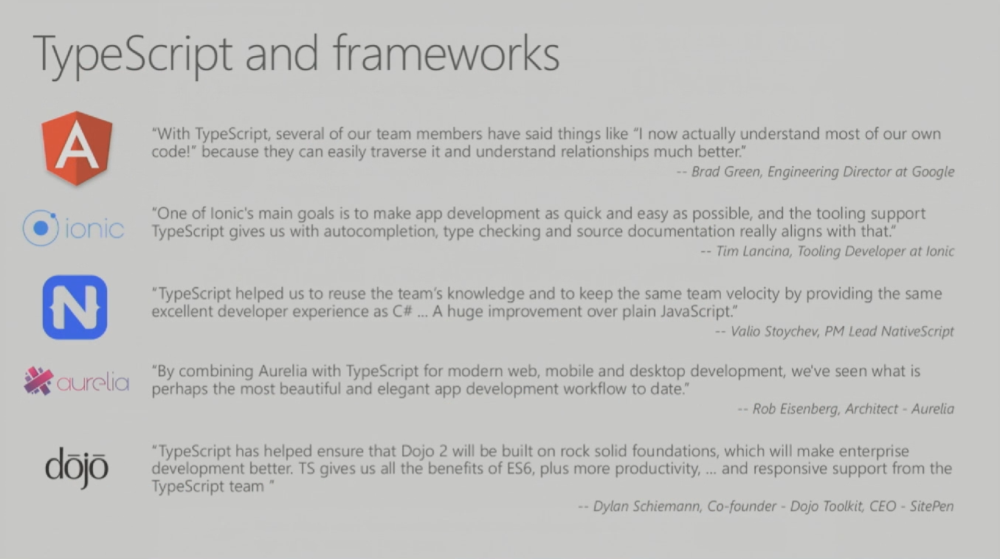 TypeScript and frameworks
“With TypeScript, several of our team members have said things like “I now actually understand most of our own
code!” because they can easily traverse it and understand relationships much better.”
-- Brad Green, Engineering Director at Google
ionic
“One of Ionic's main goals is to make app development as quick and easy as possible, and the tooling support
TypeScript gives us with autocompletion, type checking and source documentation really aligns with that.”
-- Tim Lancina, Tooling Developer at Ionic
“TypeScript helped us to reuse the team’s knowledge and to keep the same team velocity by providing the same
excellent developer experience as C# ... A huge improvement over plain JavaScript.”
-- Valio Stoychev, PM Lead NativeScript
aurelia
“By combining Aurelia with TypeScript for modern web, mobile and desktop development, we've seen what is
perhaps the most beautiful and elegant app development workflow to date.”
-- Rob Eisenberg, Architect - Aurelia
dōjō
“TypeScript has helped ensure that Dojo 2 will be built on rock solid foundations, which will make enterprise
development better. TS gives us all the benefits of ES6, plus more productivity, ... and responsive support from the
TypeScript team ”
-- Dylan Schiemann, Co-founder - Dojo Toolkit, CEO - SitePen